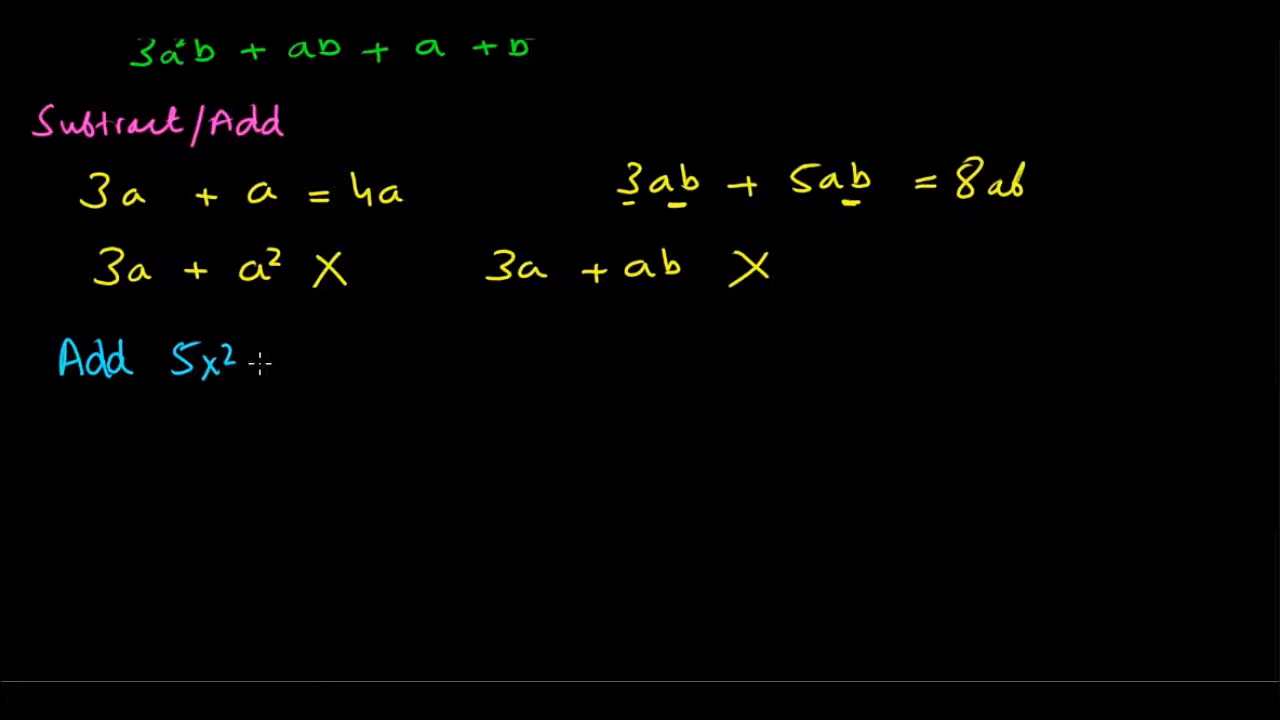 3a²b + ab + a + b
Subtract/Add
3a + a = 4a 3ab + 5ab = 8ab
3a + a² X 3a + ab X
Add 5x²